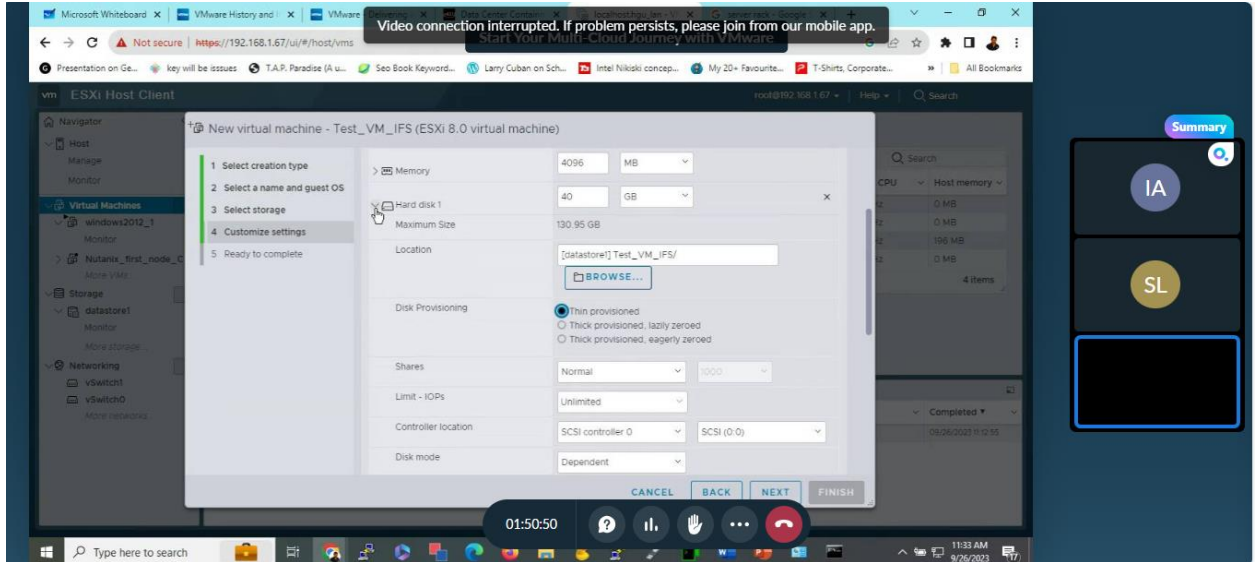 Microsoft Whiteboard
VMware History and
VMware
Data Center
Google
Video connection interrupted. If problem persists, please join from our mobile app.
Start Your Multi-Cloud Journey with VMware
Not secure
https://192.168.1.67/ui/#/host/vms
Presentation on Ge...
key will be isssues
T.A.P. Paradise (A u...
Seo Book Keyword...
Larry Cuban on Sch...
Intel Nikiski concep...
My 20+ Favourite...
T-Shirts, Corporate...
All Bookmarks
vm ESXi Host Client
root@192.168.1.67
Help
Search
Navigator
Host
Manage
Monitor
Virtual Machines
windows2012_1
Monitor
Nutanix_first_node_C
More VMs...
Storage
datastore1
Monitor
More storage...
Networking
vSwitch1
vSwitch0
More networks
New virtual machine - Test_VM_IFS (ESXi 8.0 virtual machine)
1 Select creation type
2 Select a name and guest OS
3 Select storage
4 Customize settings
5 Ready to complete
Memory
4096
MB
Hard disk 1
40
GB
Maximum Size
130.95 GB
Location
[datastore1] Test_VM_IFS/
BROWSE...
Disk Provisioning
Thin provisioned
Thick provisioned, lazily zeroed
Thick provisioned, eagerly zeroed
Shares
Normal
1000
Limit - IOPs
Unlimited
Controller location
SCSI controller 0
SCSI (0:0)
Disk mode
Dependent
CANCEL
BACK
NEXT
FINISH
Search
CPU
Host memory
0 MB
0 MB
196 MB
0 MB
4 items
Completed
09/26/2023 11:12:55
Summary
IA
SL
01:50:50
Type here to search
11:33 AM
9/26/2023